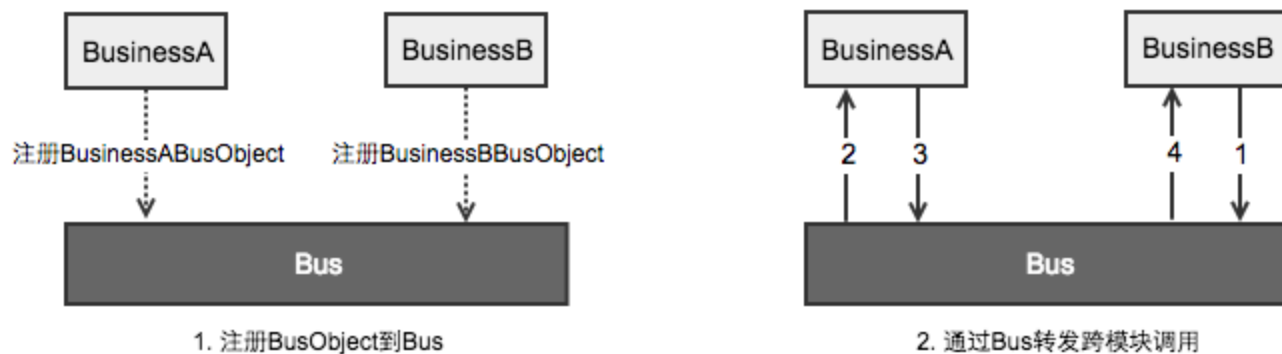 BusinessA
BusinessB
注册BusinessABusObject
注册BusinessBBusObject
Bus
1. 注册BusObject到Bus
BusinessA
BusinessB
2
3
4
1
Bus
2. 通过Bus转发跨模块调用